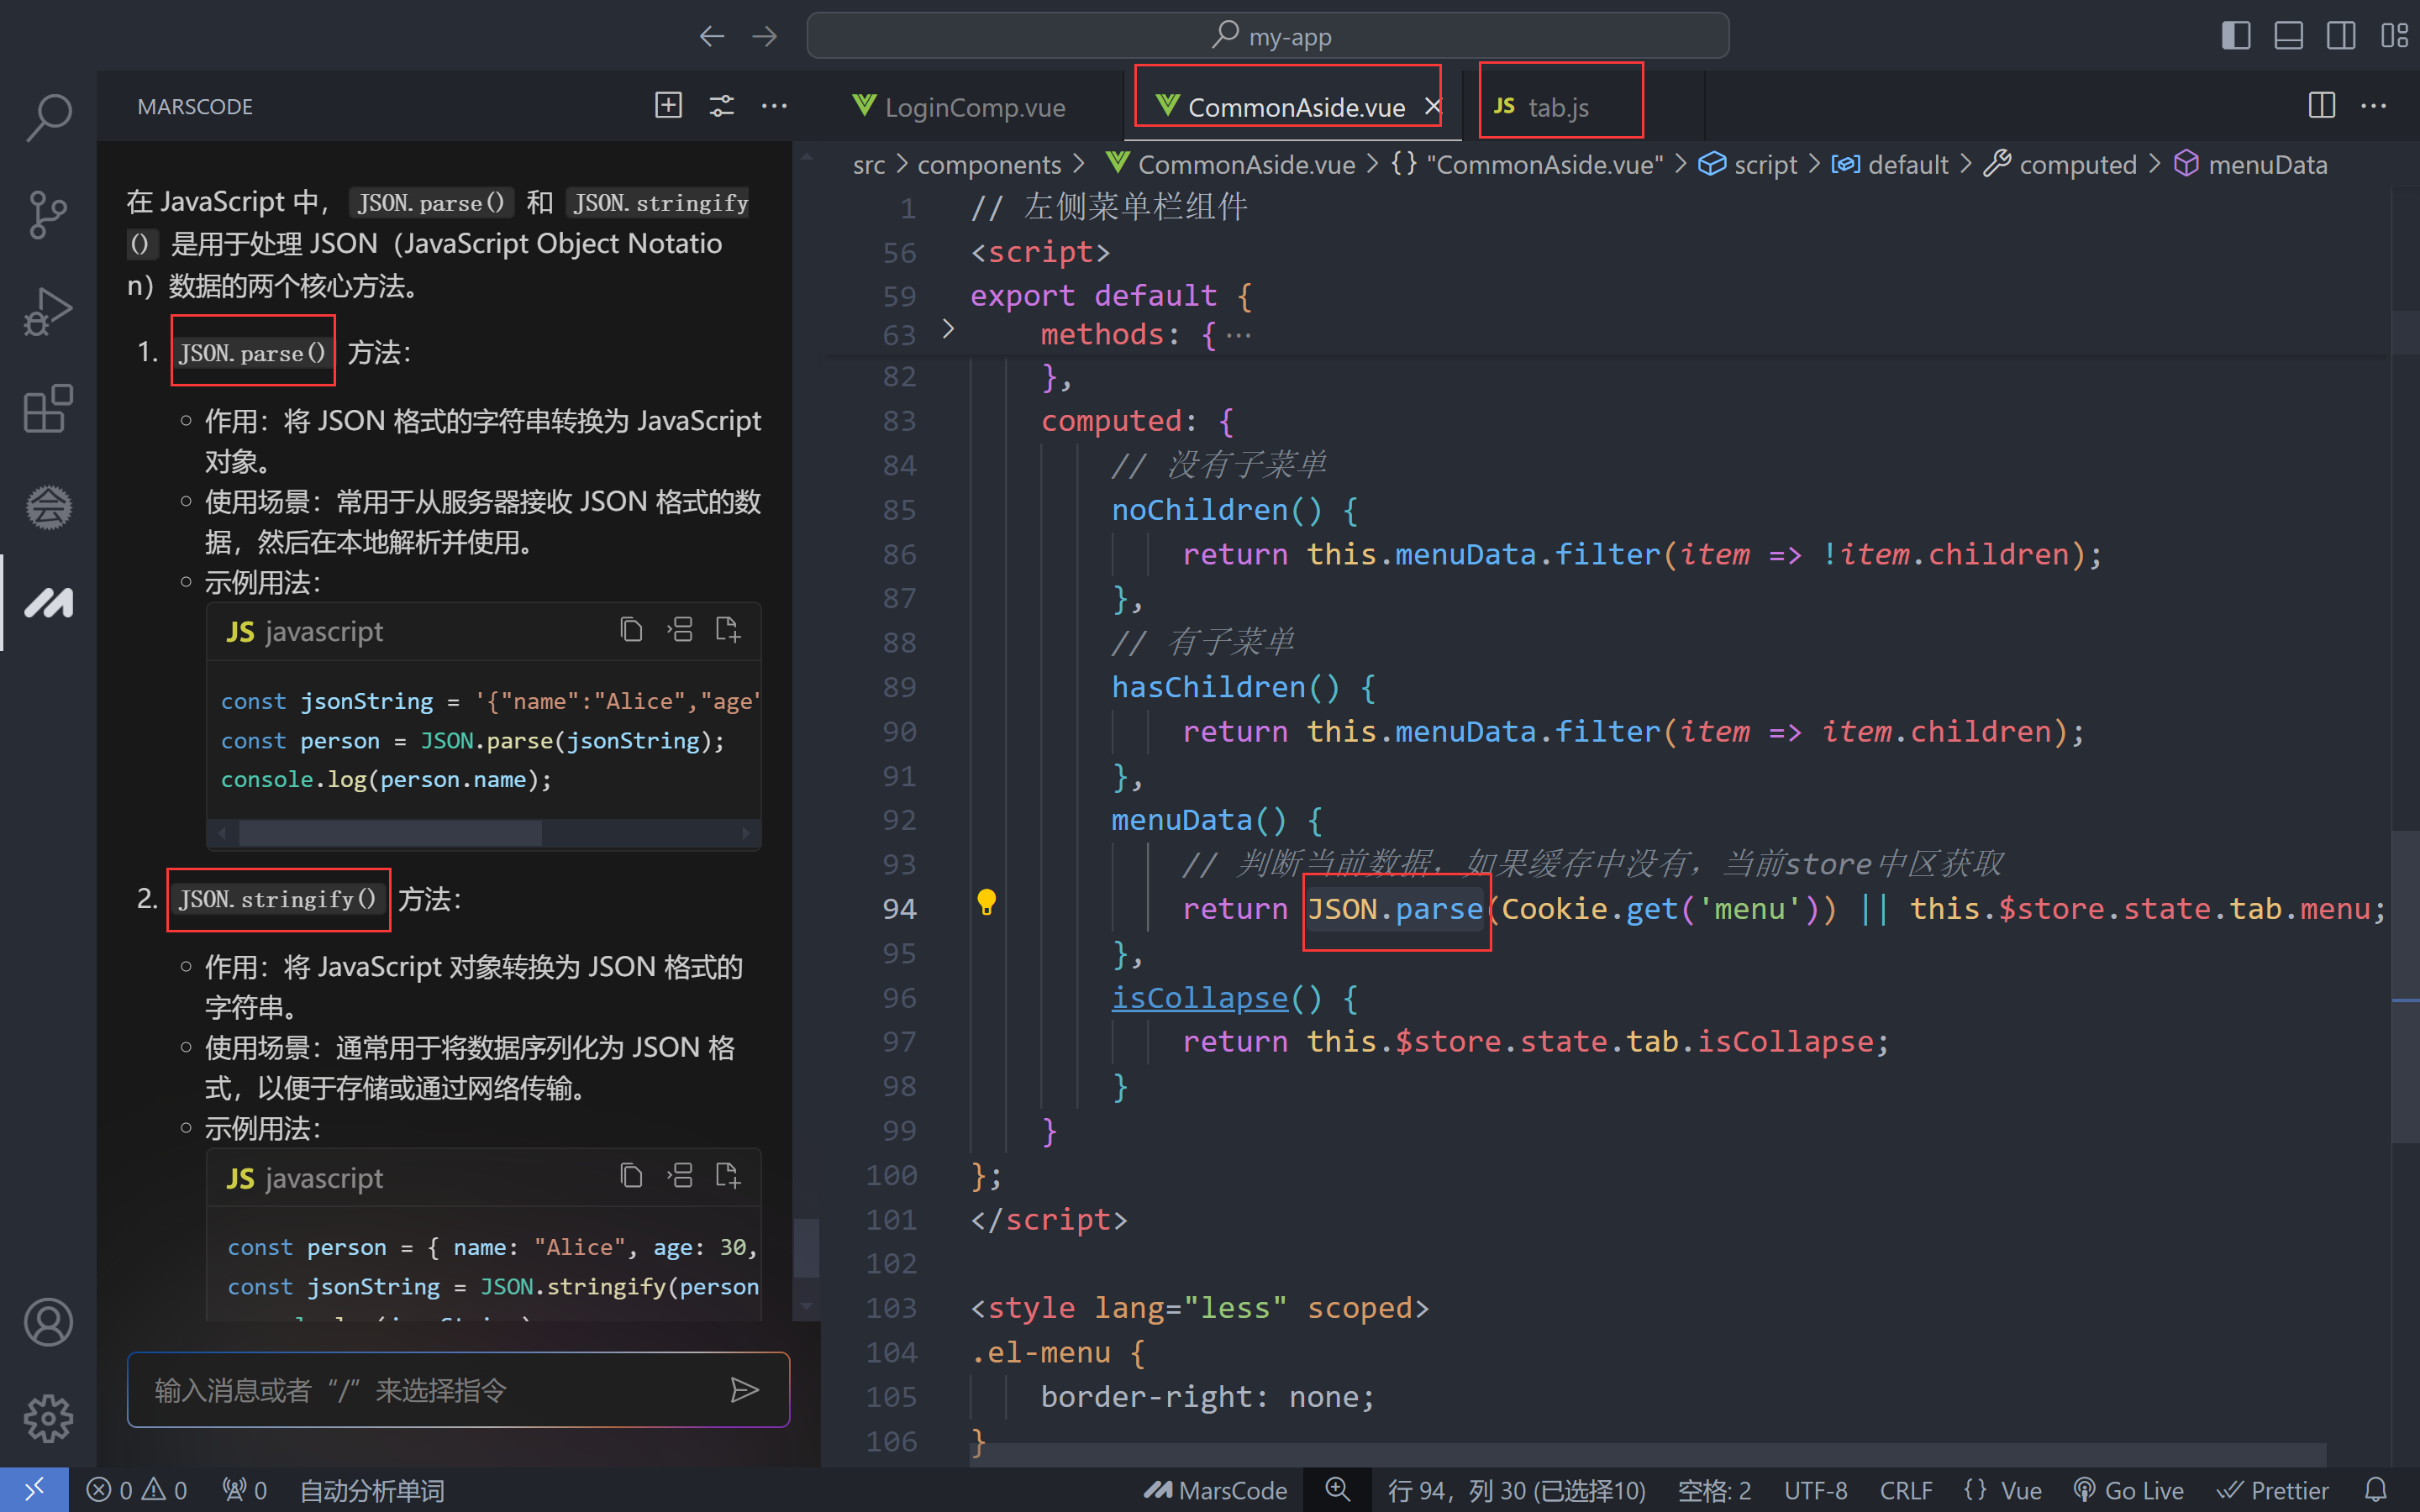 my-app
MARSCODE
LoginComp.vue
CommonAside.vue
JS tab.js
src > components > CommonAside.vue > {} "CommonAside.vue" > script > default > computed > menuData
在 JavaScript 中， JSON.parse() 和 JSON.stringify
() 是用于处理 JSON（JavaScript Object Notatio
n）数据的两个核心方法。
1. JSON.parse() 方法：
作用：将 JSON 格式的字符串转换为 JavaScript
对象。
使用场景：常用于从服务器接收 JSON 格式的数
据，然后在本地解析并使用。
示例用法：
JS javascript
const jsonString = '{"name":"Alice","age"
const person = JSON.parse(jsonString);
console.log(person.name);
2. JSON.stringify() 方法：
作用：将 JavaScript 对象转换为 JSON 格式的
字符串。
使用场景：通常用于将数据序列化为 JSON 格
式，以便于存储或通过网络传输。
示例用法：
JS javascript
const person = { name: "Alice", age: 30,
const jsonString = JSON.stringify(person
输入消息或者“/”来选择指令
1 // 左侧菜单栏组件
56 <script>
59 export default {
63 methods: {···
82 },
83 computed: {
84 // 没有子菜单
85 noChildren() {
86 return this.menuData.filter(item => !item.children);
87 },
88 // 有子菜单
89 hasChildren() {
90 return this.menuData.filter(item => item.children);
91 },
92 menuData() {
93 // 判断当前数据，如果缓存中没有，当前store中区获取
94 return JSON.parse(Cookie.get('menu')) || this.$store.state.tab.menu;
95 },
96 isCollapse() {
97 return this.$store.state.tab.isCollapse;
98 }
99 }
100 };
101 </script>
102
103 <style lang="less" scoped>
104 .el-menu {
105 border-right: none;
106 }
0 0 0 自动分析单词 MarsCode 行 94，列 30 (已选择10) 空格: 2 UTF-8 CRLF {} Vue Go Live Prettier